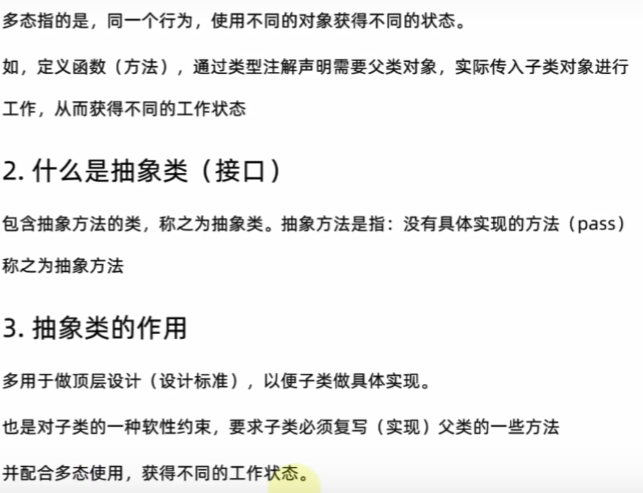 多态指的是，同一个行为，使用不同的对象获得不同的状态。
如，定义函数（方法），通过类型注解声明需要父类对象，实际传入子类对象进行
工作，从而获得不同的工作状态
2. 什么是抽象类（接口）
包含抽象方法的类，称之为抽象类。抽象方法是指：没有具体实现的方法（pass）
称之为抽象方法
3. 抽象类的作用
多用于做顶层设计（设计标准），以便子类做具体实现。
也是对子类的一种软性约束，要求子类必须复写（实现）父类的一些方法
并配合多态使用，获得不同的工作状态。